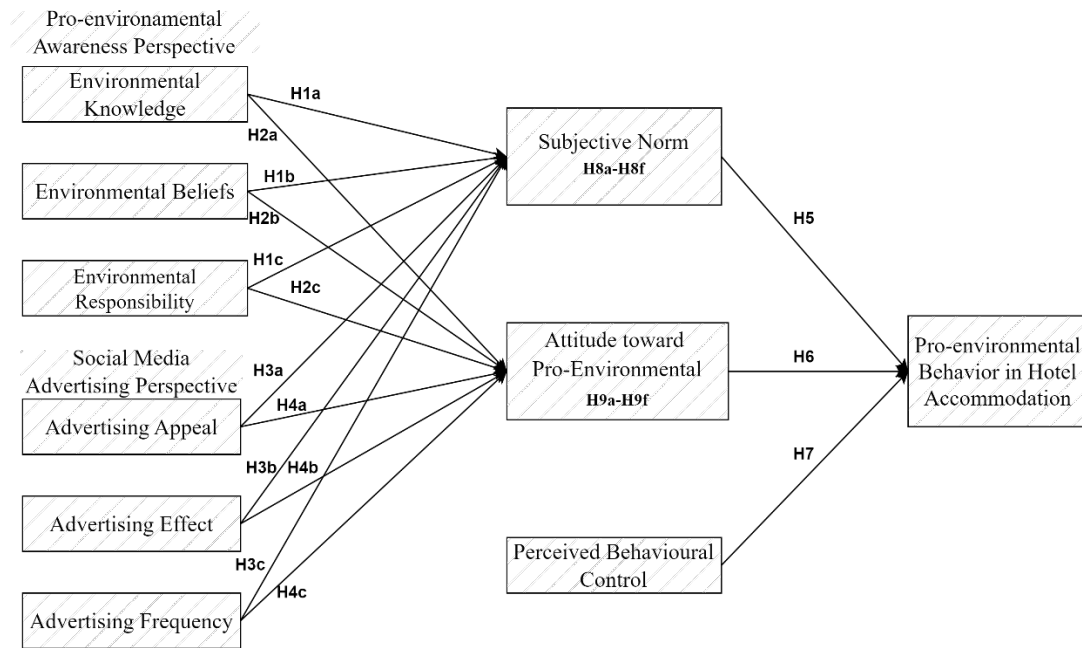 Pro-environamental
Awareness Perspective
Environmental
Knowledge
H1a
H2a
Environmental Beliefs
H1b
H2b
Environmental
Responsibility
H1c
H2c
Social Media
Advertising Perspective
Advertising Appeal
H3a
H4a
Advertising Effect
H3b
H4b
Advertising Frequency
H3c
H4c
Subjective Norm
H8a-H8f
Attitude toward
Pro-Environmental
H9a-H9f
Perceived Behavioural
Control
H5
H6
H7
Pro-environmental
Behavior in Hotel
Accommodation